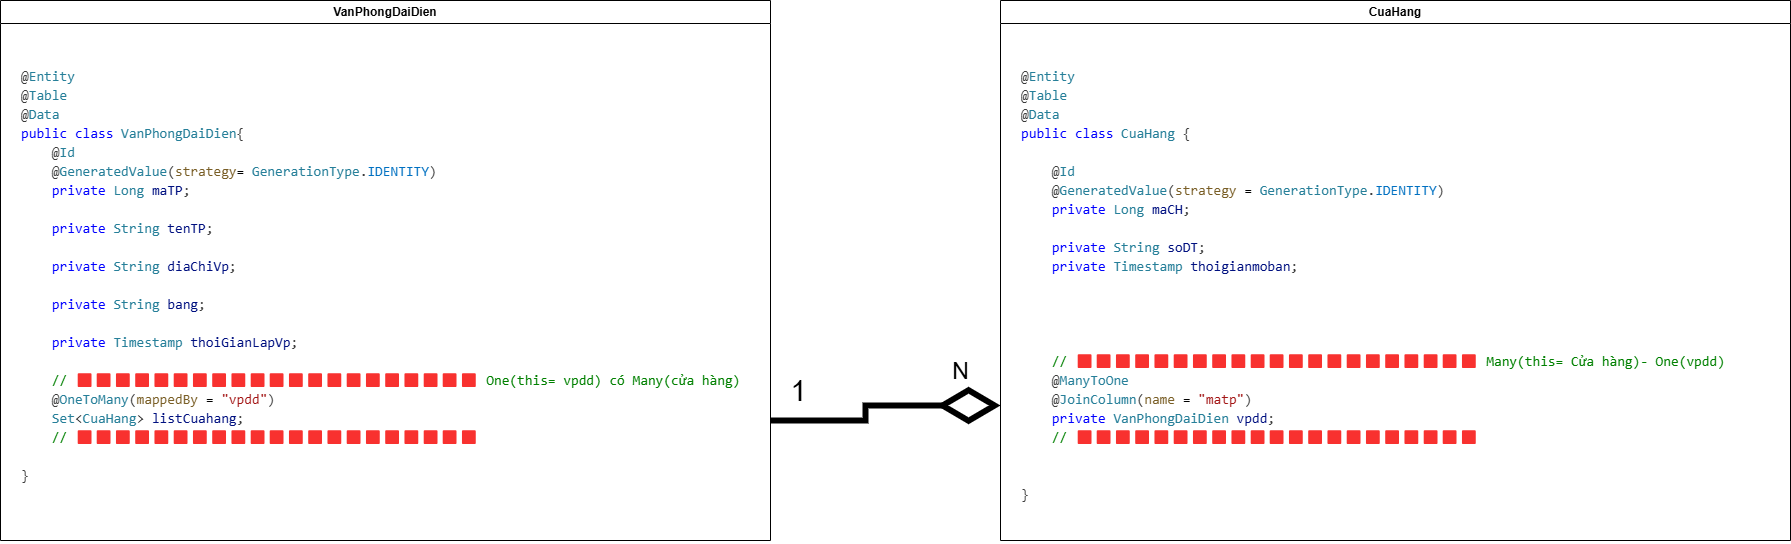 VanPhongDaiDien
@Entity
@Table
@Data
public class VanPhongDaiDien{
@Id
@GeneratedValue(strategy= GenerationType.IDENTITY)
private Long maTP;
private String tenTP;
private String diaChiVp;
private String bang;
private Timestamp thoiGianLapVp;
// 🟥🟥🟥🟥🟥🟥🟥🟥🟥🟥🟥🟥🟥🟥🟥🟥🟥🟥🟥🟥🟥 One(this= vpdd) có Many(cửa hàng)
@OneToMany(mappedBy = "vpdd")
Set<CuaHang> listCuahang;
// 🟥🟥🟥🟥🟥🟥🟥🟥🟥🟥🟥🟥🟥🟥🟥🟥🟥🟥🟥🟥🟥
}
1
N
CuaHang
@Entity
@Table
@Data
public class CuaHang {
@Id
@GeneratedValue(strategy = GenerationType.IDENTITY)
private Long maCH;
private String soDT;
private Timestamp thoigianmoban;
// 🟥🟥🟥🟥🟥🟥🟥🟥🟥🟥🟥🟥🟥🟥🟥🟥🟥🟥🟥🟥🟥 Many(this= Cửa hàng)- One(vpdd)
@ManyToOne
@JoinColumn(name = "matp")
private VanPhongDaiDien vpdd;
// 🟥🟥🟥🟥🟥🟥🟥🟥🟥🟥🟥🟥🟥🟥🟥🟥🟥🟥🟥🟥🟥
}